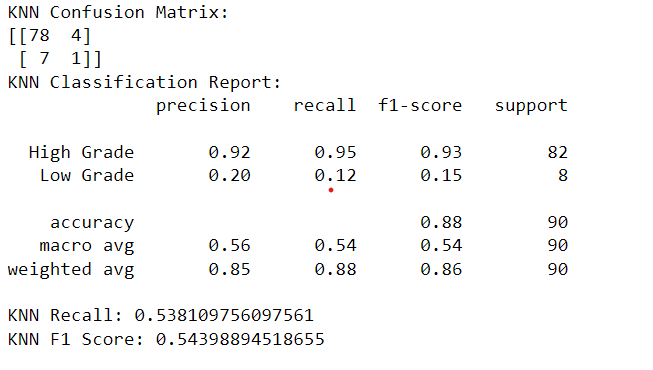 KNN Confusion Matrix:
[[78  4]
 [ 7  1]]
KNN Classification Report:
              precision    recall  f1-score   support

  High Grade       0.92      0.95      0.93        82
   Low Grade       0.20      0.12      0.15         8

    accuracy                           0.88        90
   macro avg       0.56      0.54      0.54        90
weighted avg       0.85      0.88      0.86        90

KNN Recall: 0.538109756097561
KNN F1 Score: 0.54398894518655